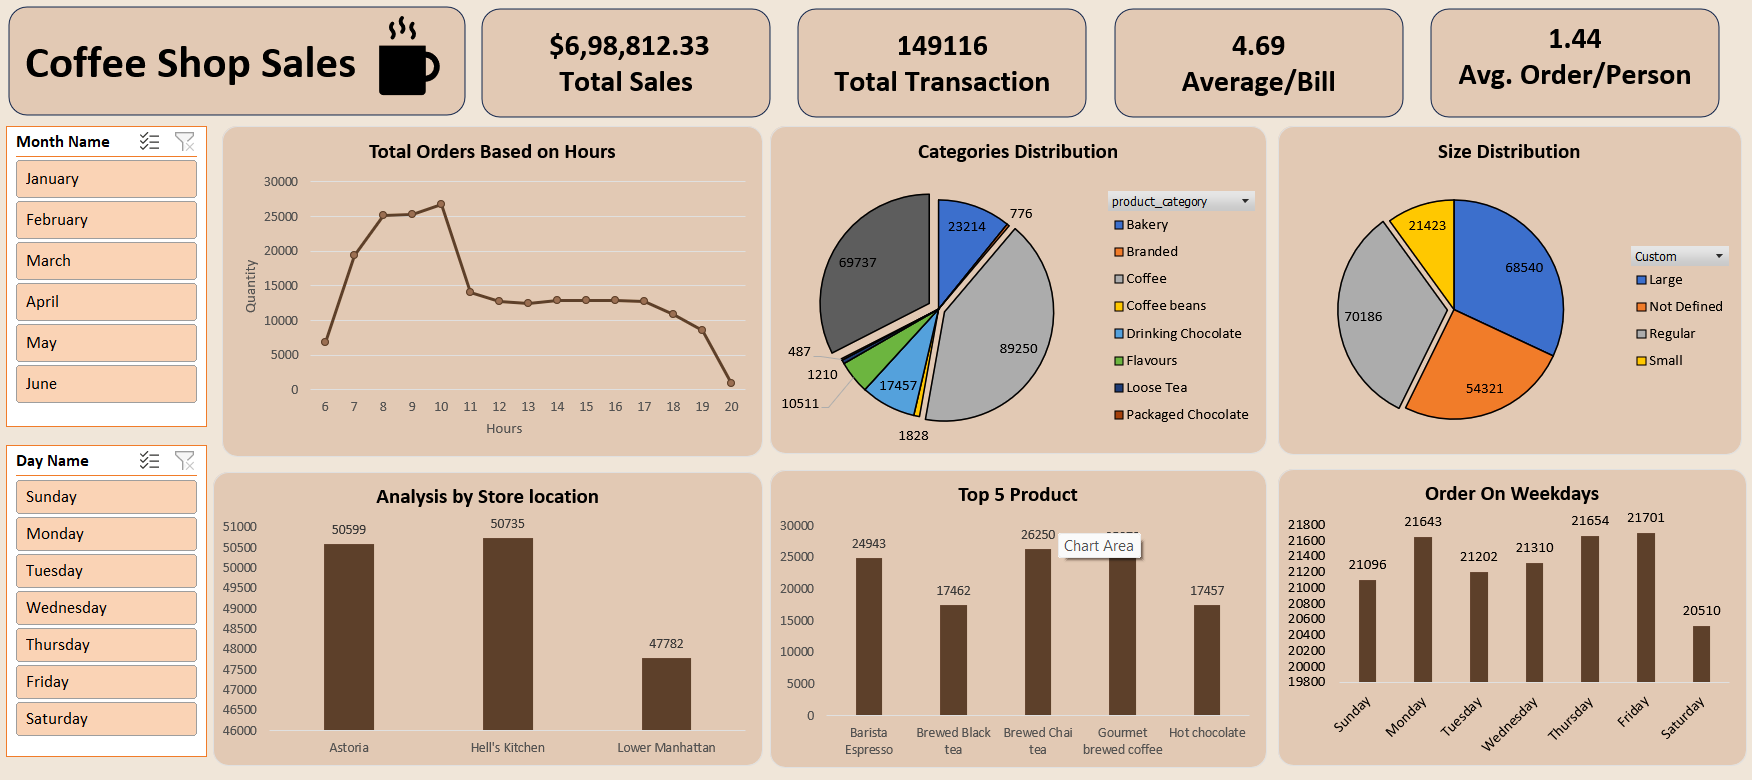 Coffee Shop Sales
$6,98,812.33
Total Sales
149116
Total Transaction
4.69
Average/Bill
1.44
Avg. Order/Person
Month Name
January
February
March
April
May
June
Day Name
Sunday
Monday
Tuesday
Wednesday
Thursday
Friday
Saturday
Total Orders Based on Hours
30000
25000
20000
15000
10000
5000
0
Quantity
6 7 8 9 10 11 12 13 14 15 16 17 18 19 20
Hours
Categories Distribution
23214
776
69737
89250
487
1210
10511
17457
1828
product_category
Bakery
Branded
Coffee
Coffee beans
Drinking Chocolate
Flavours
Loose Tea
Packaged Chocolate
Size Distribution
21423
68540
70186
54321
Custom
Large
Not Defined
Regular
Small
Analysis by Store location
51000
50500
50000
49500
49000
48500
48000
47500
47000
46500
46000
50599
50735
47782
Astoria
Hell's Kitchen
Lower Manhattan
Top 5 Product
30000
25000
20000
15000
10000
5000
0
24943
17462
26250
Chart Area
17457
Barista
Espresso
Brewed Black
tea
Brewed Chai
tea
Gourmet
brewed coffee
Hot chocolate
Order On Weekdays
21800
21600
21400
21200
21000
20800
20600
20400
20200
20000
19800
21096
21643
21202
21310
21654
21701
20510
Sunday
Monday
Tuesday
Wednesday
Thursday
Friday
Saturday